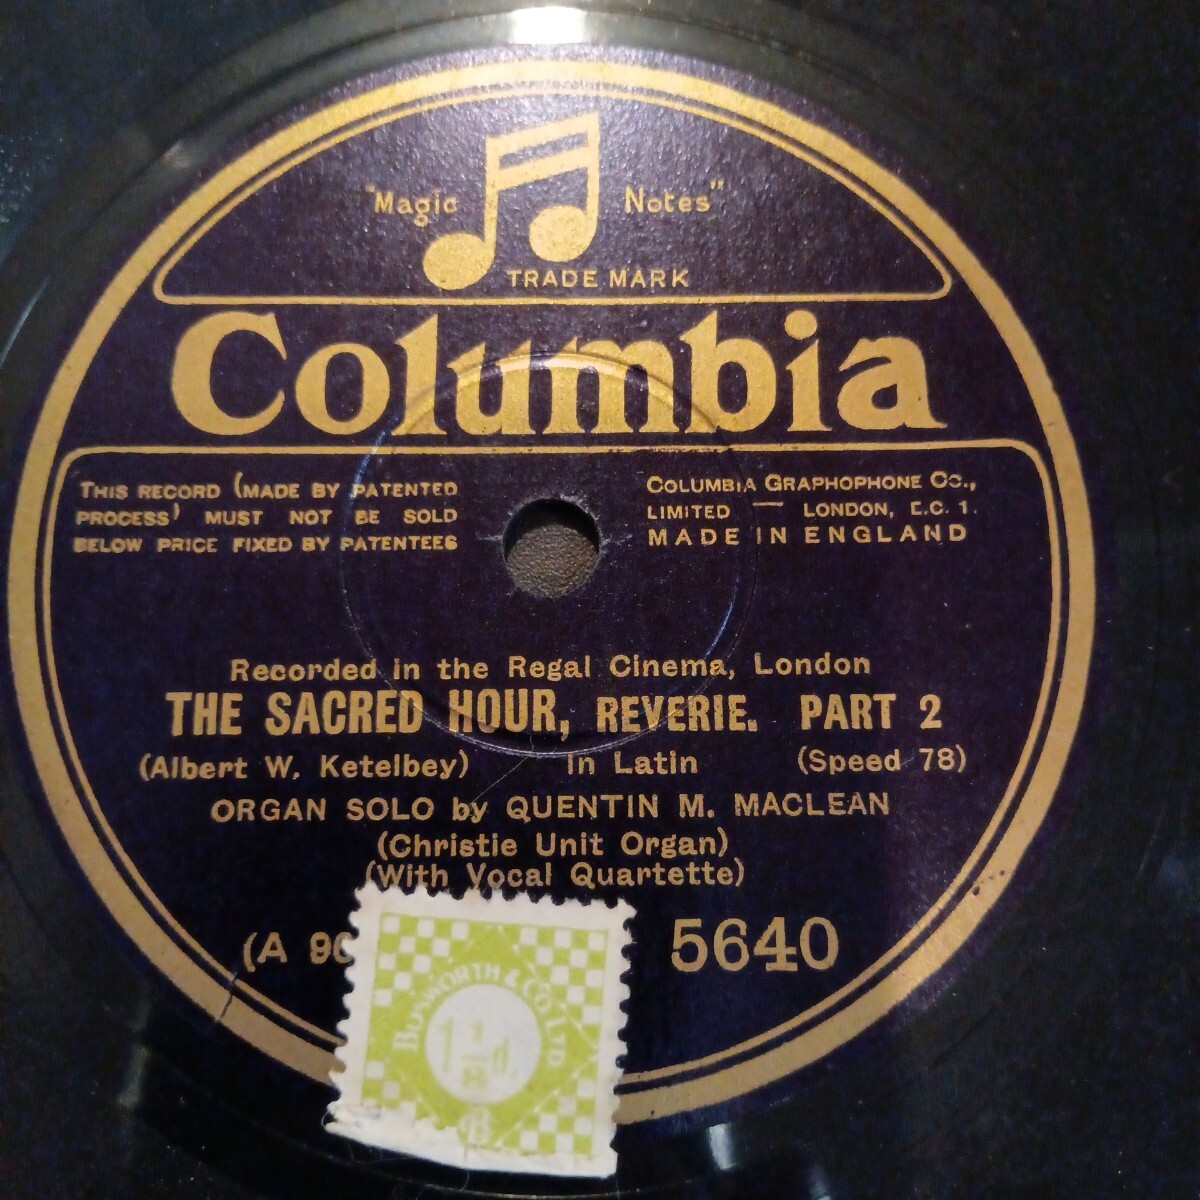 "Magic Notes"
TRADE MARK
Columbia
THIS RECORD (MADE BY PATENTED
PROCESS) MUST NOT BE SOLD
BELOW PRICE FIXED BY PATENTEES
COLUMBIA GRAPHOPHONE CO.,
LIMITED — LONDON, E.C. 1.
MADE IN ENGLAND
Recorded in the Regal Cinema, London
THE SACRED HOUR, REVERIE. PART 2
(Albert W. Ketelbey) In Latin (Speed 78)
ORGAN SOLO by QUENTIN M. MACLEAN
(Christie Unit Organ)
(With Vocal Quartette)
(A 90
5640
BOSWORTH & CO LTD